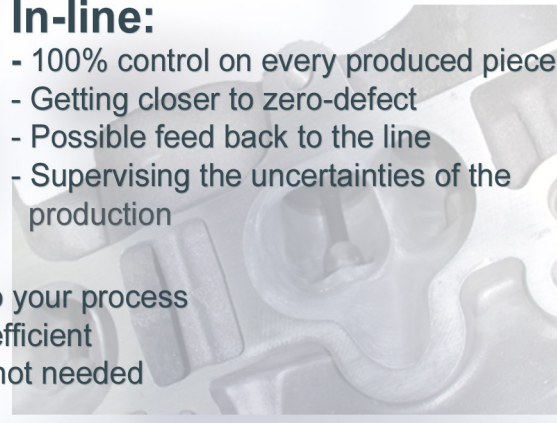 In-line:
- 100% control on every produced piece
- Getting closer to zero-defect
- Possible feed back to the line
- Supervising the uncertainties of the
production
your process
efficient
not needed